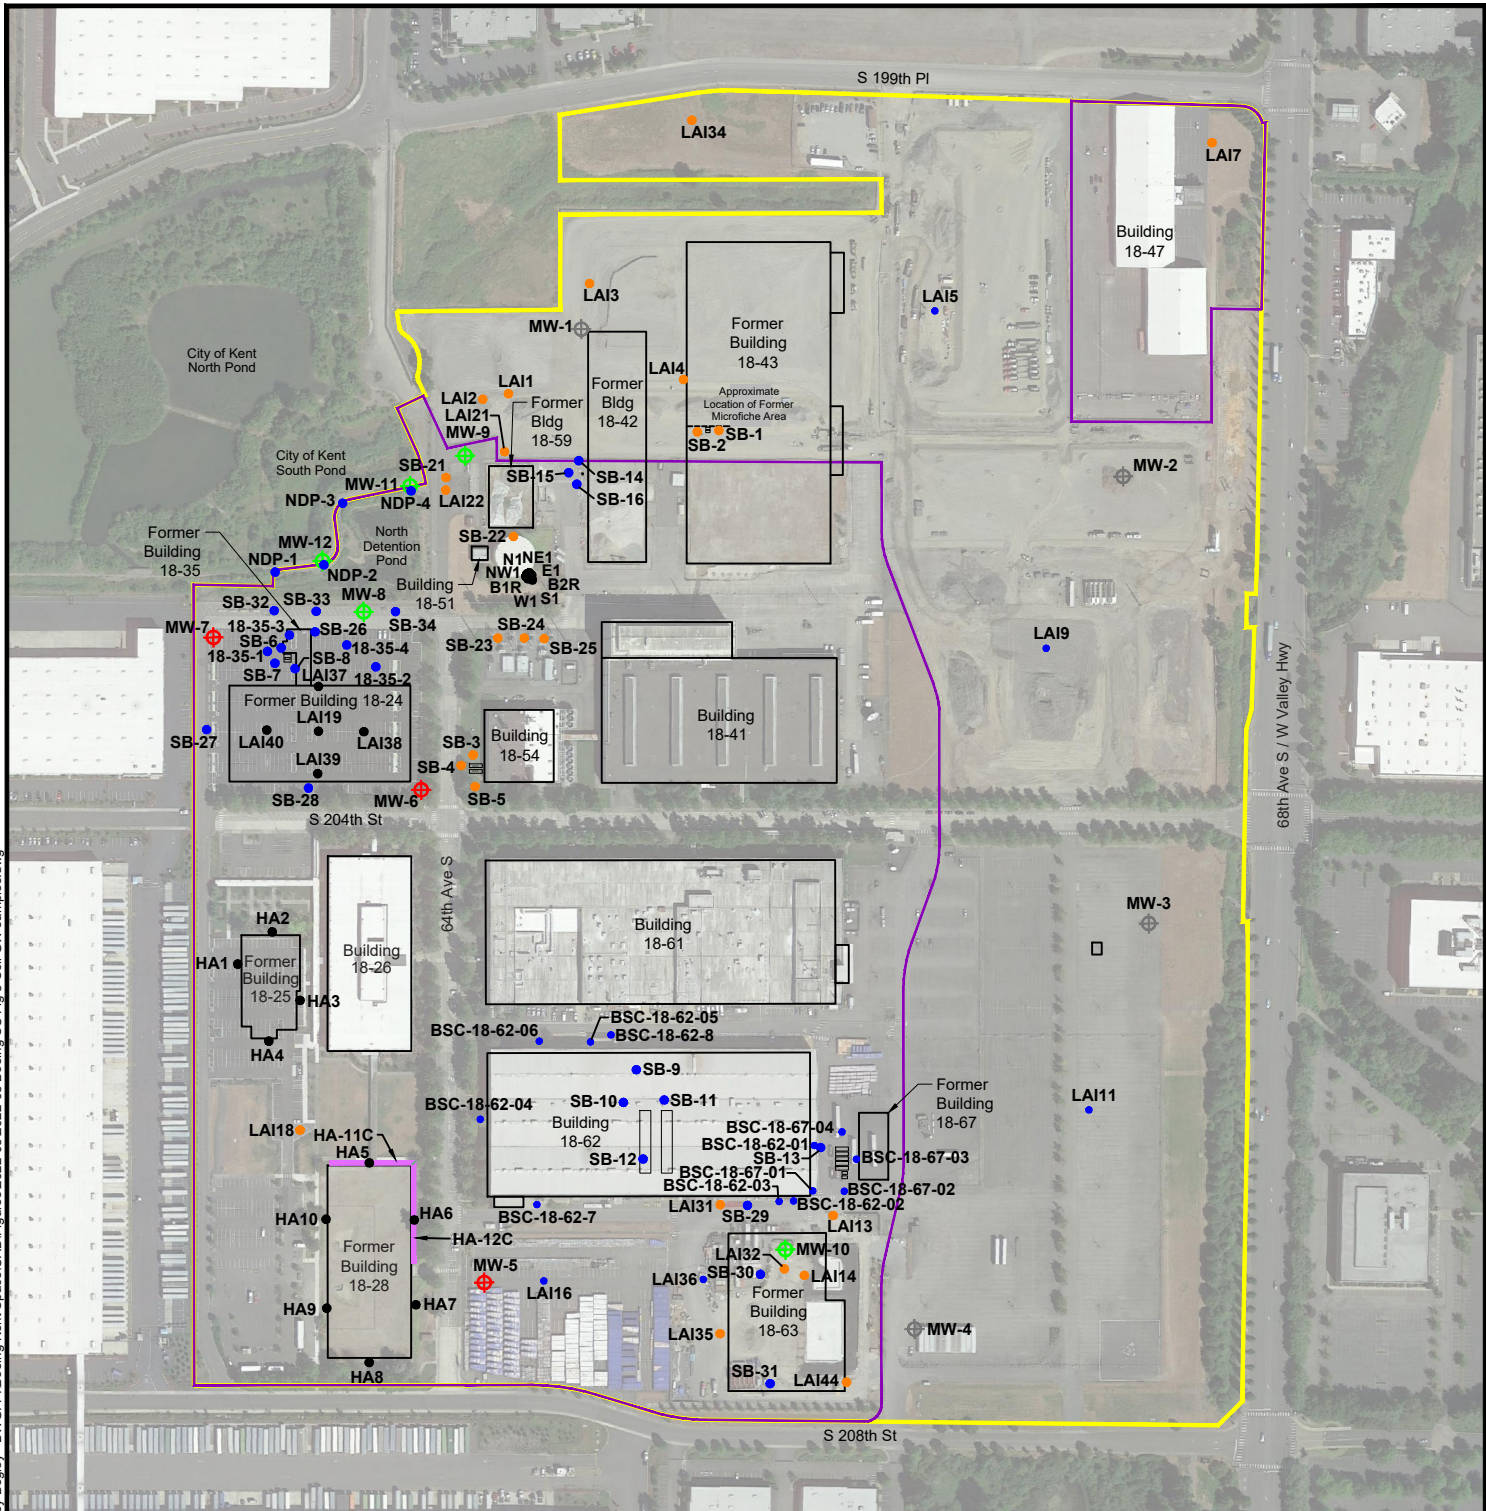 S 199th Pl
LAI34
LAI7
Building
18-47
LAI3
LAI5
MW-1
Former
Building
18-43
City of Kent
North Pond
LAI4
Former
Bldg
18-42
Approximate
Location of Former
Microfiche Area
LAI1
LAI2
Former
Bldg
18-59
LAI21
MW-9
SB-1
SB-2
City of Kent
South Pond
SB-21
SB-15
SB-14
SB-16
MW-2
MW-11
NDP-3
NDP-4
LAI22
Former
Building
18-35
North
Detention
Pond
SB-22
MW-12
NDP-1
NDP-2
Building
18-51
N1
NE1
NW1
E1
B1R
B2R
S1
W1
SB-32
SB-33
MW-8
SB-34
MW-7
18-35-3
SB-26
SB-6
18-35-4
18-35-1
SB-8
SB-7
LAI37
18-35-2
SB-23
SB-24
SB-25
LAI9
68th Ave S / W Valley Hwy
Former Building 18-24
LAI19
LAI40
LAI38
LAI39
SB-27
SB-28
Building
18-54
SB-3
SB-4
SB-5
MW-6
Building
18-41
S 204th St
64th Ave S
HA2
HA1
Former
Building
18-25
HA3
HA4
Building
18-26
Building
18-61
MW-3
BSC-18-62-05
BSC-18-62-06
BSC-18-62-8
SB-9
SB-10
SB-11
BSC-18-62-04
Building
18-62
SB-12
Former
Building
18-67
LAI11
BSC-18-67-04
BSC-18-62-01
SB-13
BSC-18-67-03
BSC-18-67-01
BSC-18-62-03
BSC-18-67-02
BSC-18-62-02
LAI18
HA-11C
HA5
HA10
HA6
HA-12C
Former
Building
18-28
HA9
HA7
HA8
BSC-18-62-7
LAI31
SB-29
LAI13
MW-10
LAI32
MW-5
LAI16
LAI36
SB-30
LAI14
Former
Building
18-63
LAI35
MW-4
SB-31
LAI44
S 208th St